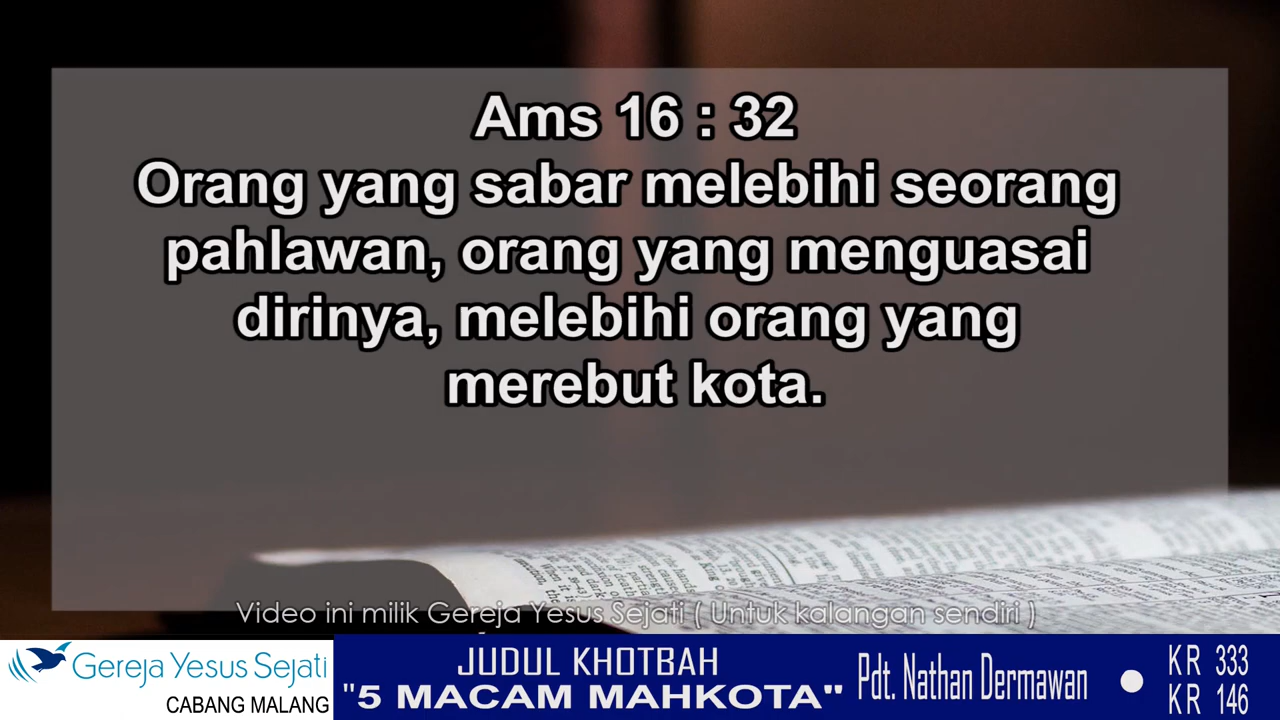 Ams 16 : 32
Orang yang sabar melebihi seorang
pahlawan, orang yang menguasai
dirinya, melebihi orang yang
merebut kota.
Video ini milik Gereja Yesus Sejati ( Untuk kalangan sendiri )
Gereja Yesus Sejati
CABANG MALANG
JUDUL KHOTBAH
"5 MACAM MAHKOTA"
Pdt. Nathan Dermawan
KR 333
KR 146